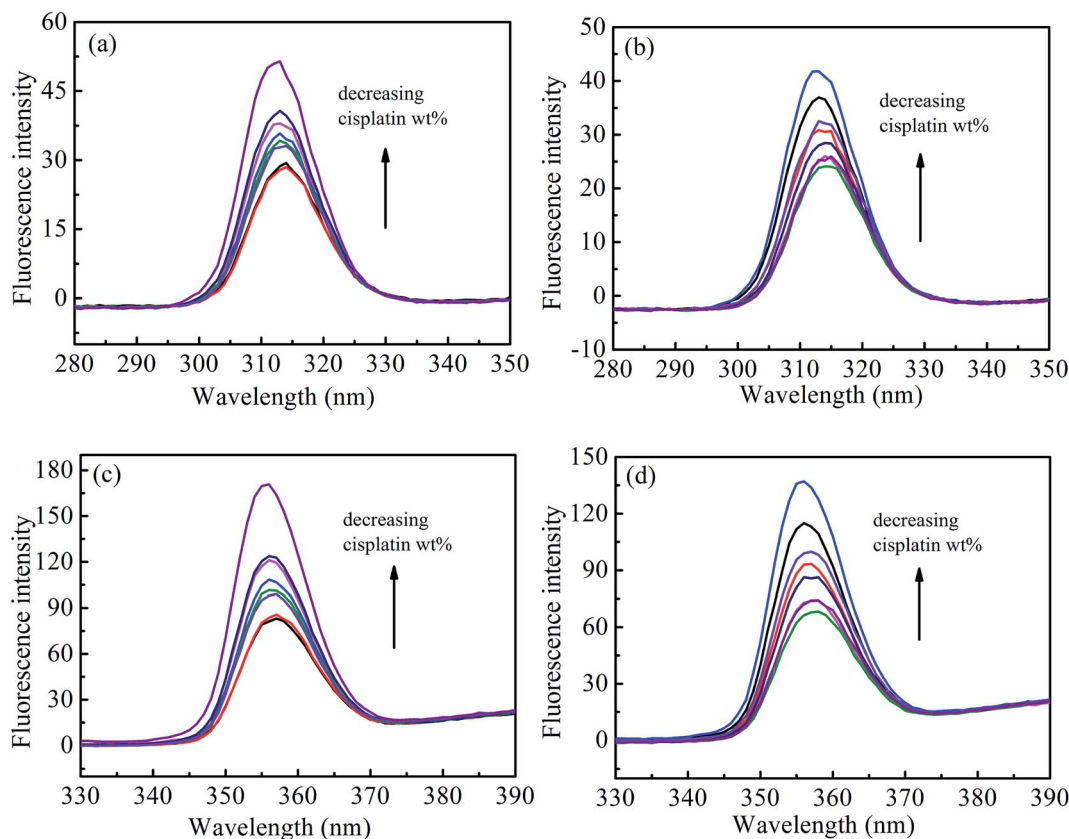 (a)
60
45
30
15
0
Fluorescence intensity
decreasing
cisplatin wt%
280 290 300 310 320 330 340 350
Wavelength (nm)
(b)
50
40
30
20
10
0
-10
Fluorescence intensity
decreasing
cisplatin wt%
280 290 300 310 320 330 340 350
Wavelength (nm)
(c)
180
150
120
90
60
30
0
Fluorescence intensity
decreasing
cisplatin wt%
330 340 350 360 370 380 390
Wavelength (nm)
(d)
150
120
90
60
30
0
Fluorescence intensity
decreasing
cisplatin wt%
330 340 350 360 370 380 390
Wavelength (nm)